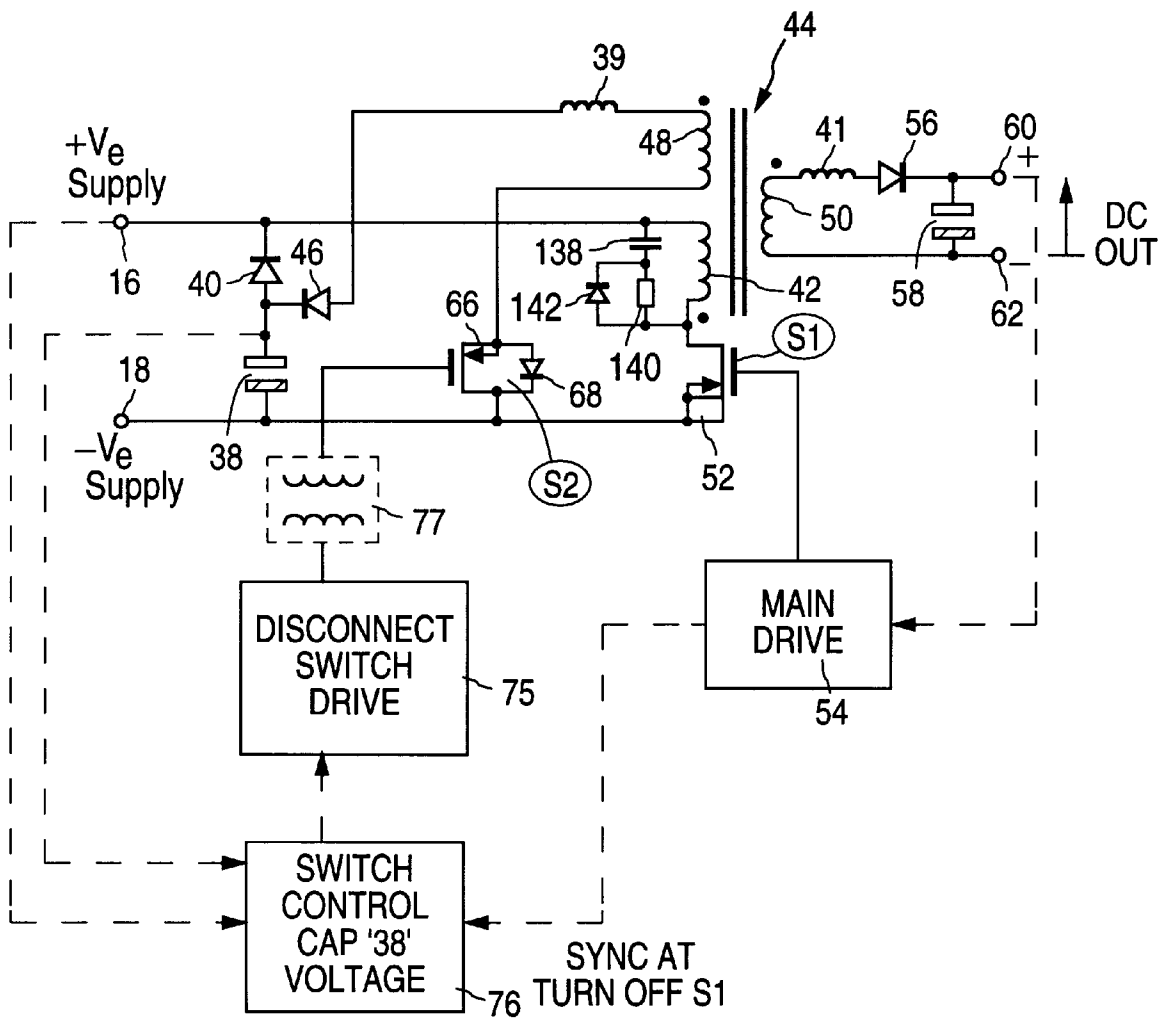 44
39
48
41
56
60
+
+Ve
Supply
50
DC
OUT
138
46
16
40
42
58
−
62
142
66
S1
140
18
68
−Ve
Supply
38
52
S2
77
MAIN
DRIVE
54
DISCONNECT
SWITCH
DRIVE
75
SWITCH
CONTROL
CAP '38'
VOLTAGE
76
SYNC AT
TURN OFF S1